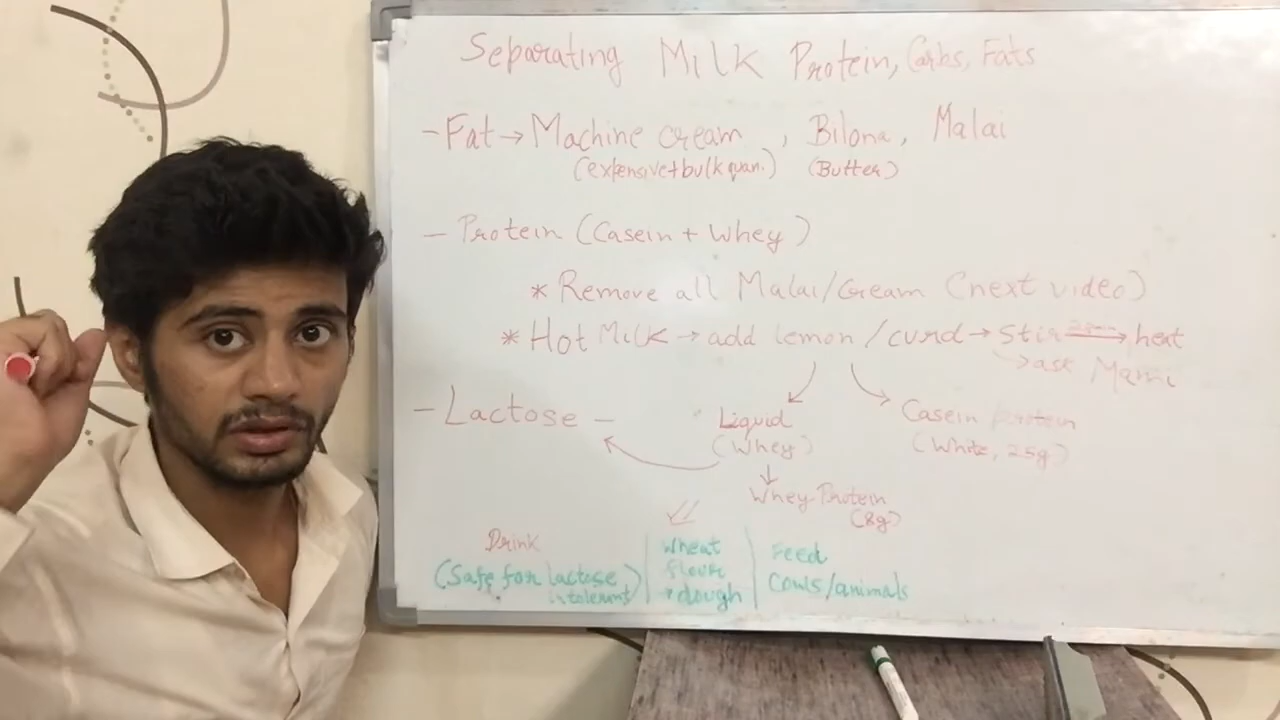 Separating Milk Protein, Carbs, Fats
- Fat → Machine cream, Bilona, Malai
(expensive+bulk quan.) (Butter)
- Protein (Casein + Whey)
* Remove all Malai/Cream (next video)
* Hot Milk → add lemon/curd → Stir → heat
→ ask
- Lactose -
Liquid
(Whey)
Casein Protein
(White, 25g)
Whey Protein
(8g)
Drink
(Safe for lactose
intolerant)
Wheat
flour
→ dough
Feed
Cows/animals